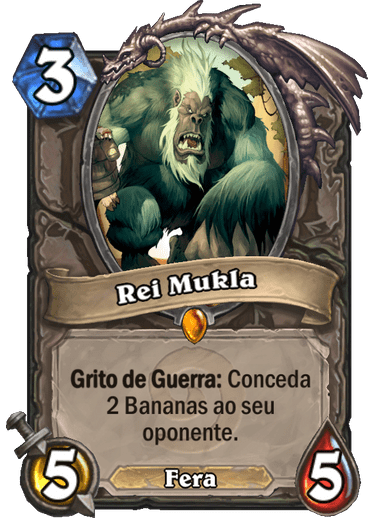 3
Rei Mukla
Grito de Guerra: Conceda
2 Bananas ao seu
oponente.
5
Fera
5